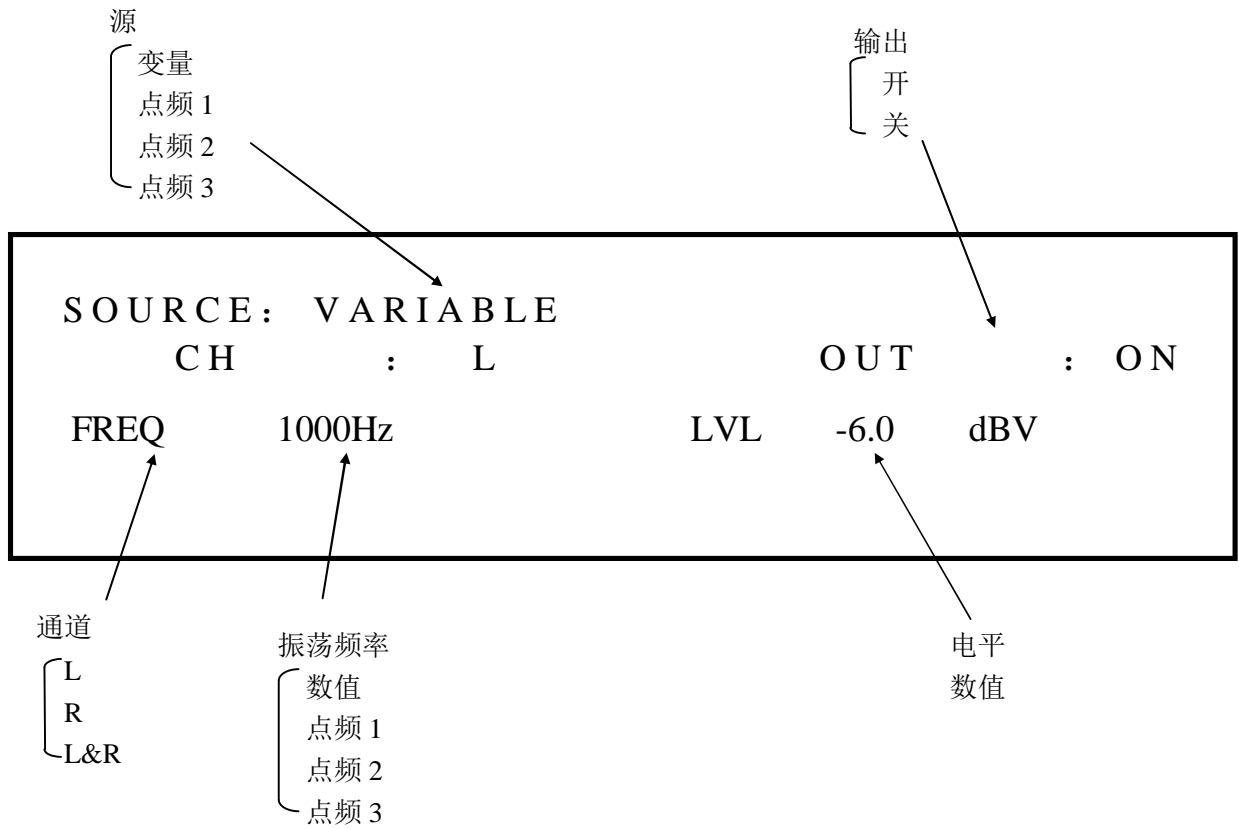 源
变量
点频 1
点频 2
点频 3
输出
开
关
SOURCE： VARIABLE
CH ： L OUT ： ON
FREQ 1000Hz LVL -6.0 dBV
通道
L
R
L&R
振荡频率
数值
点频 1
点频 2
点频 3
电平
数值